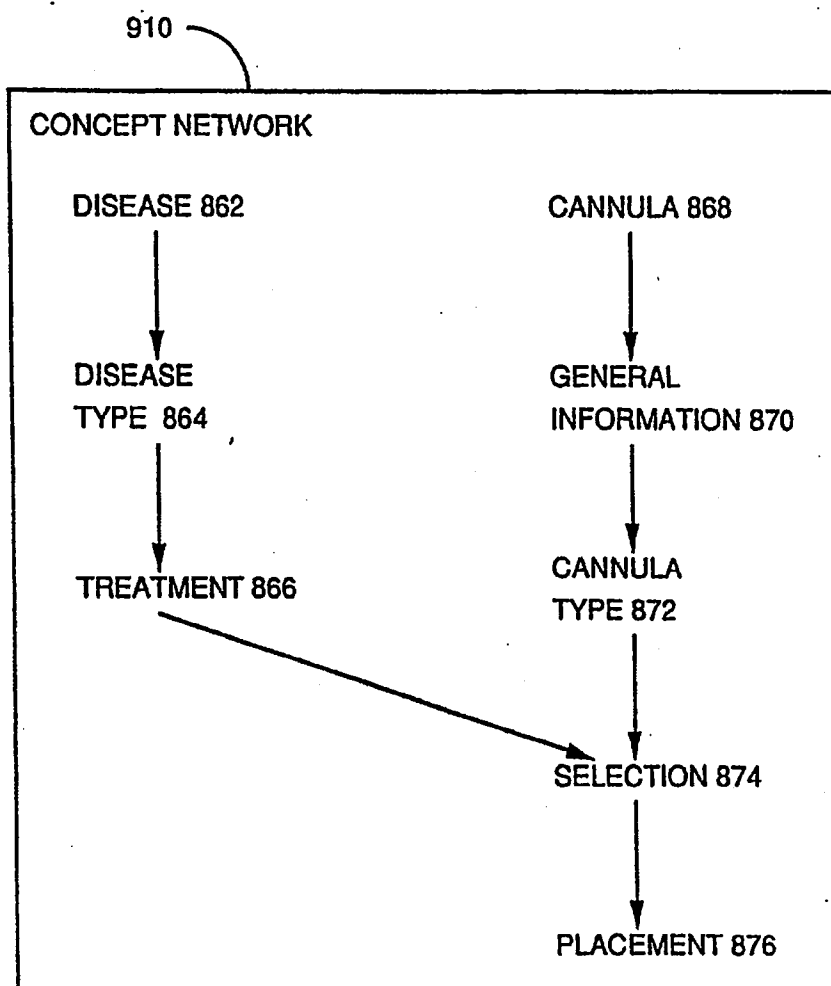 910
CONCEPT NETWORK
DISEASE 862
CANNULA 868
DISEASE
TYPE 864
GENERAL
INFORMATION 870
TREATMENT 866
CANNULA
TYPE 872
SELECTION 874
PLACEMENT 876